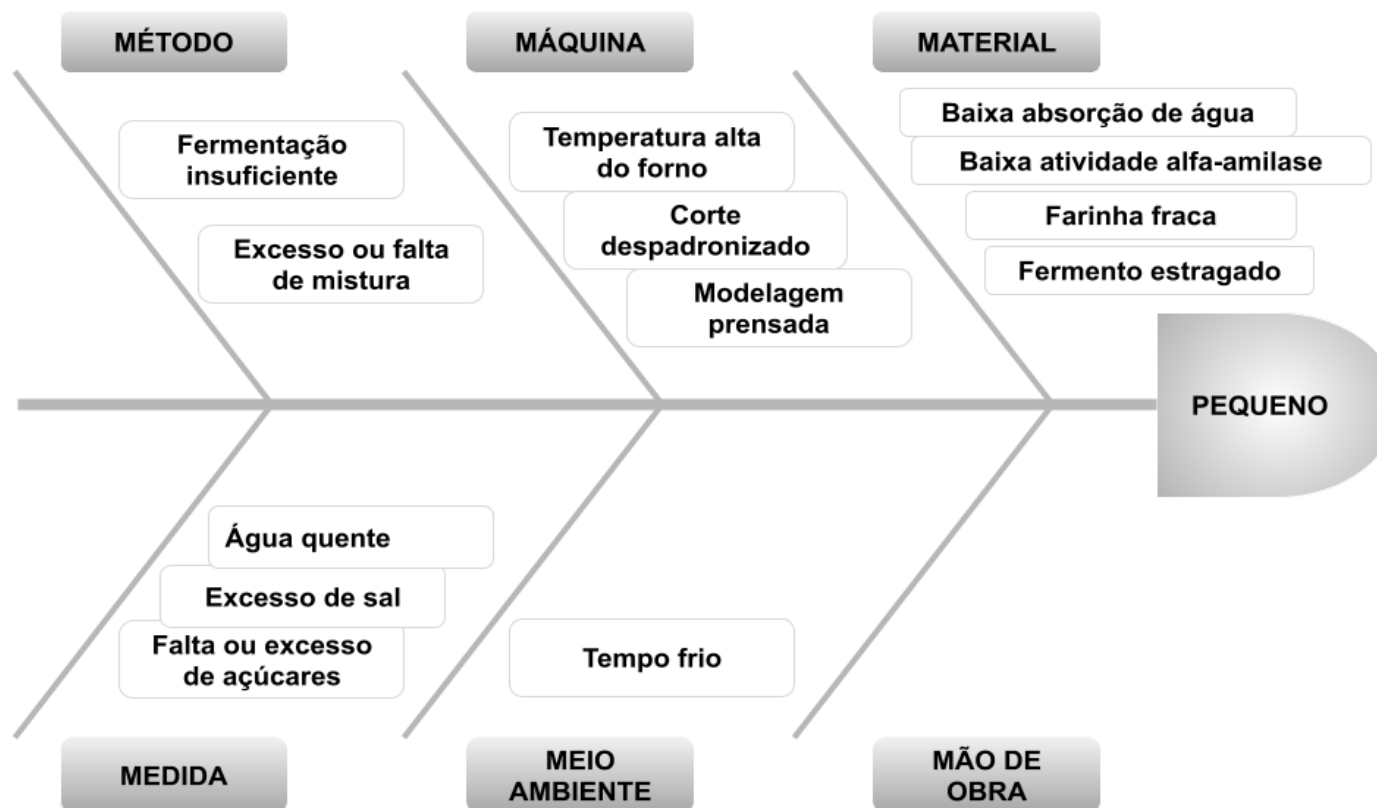 MÉTODO
MÁQUINA
MATERIAL
Fermentação
insuficiente
Excesso ou falta
de mistura
Temperatura alta
do forno
Corte
despadronizado
Modelagem
prensada
Baixa absorção de água
Baixa atividade alfa-amilase
Farinha fraca
Fermento estragado
PEQUENO
Água quente
Excesso de sal
Falta ou excesso
de açúcares
Tempo frio
MEDIDA
MEIO
AMBIENTE
MÃO DE
OBRA